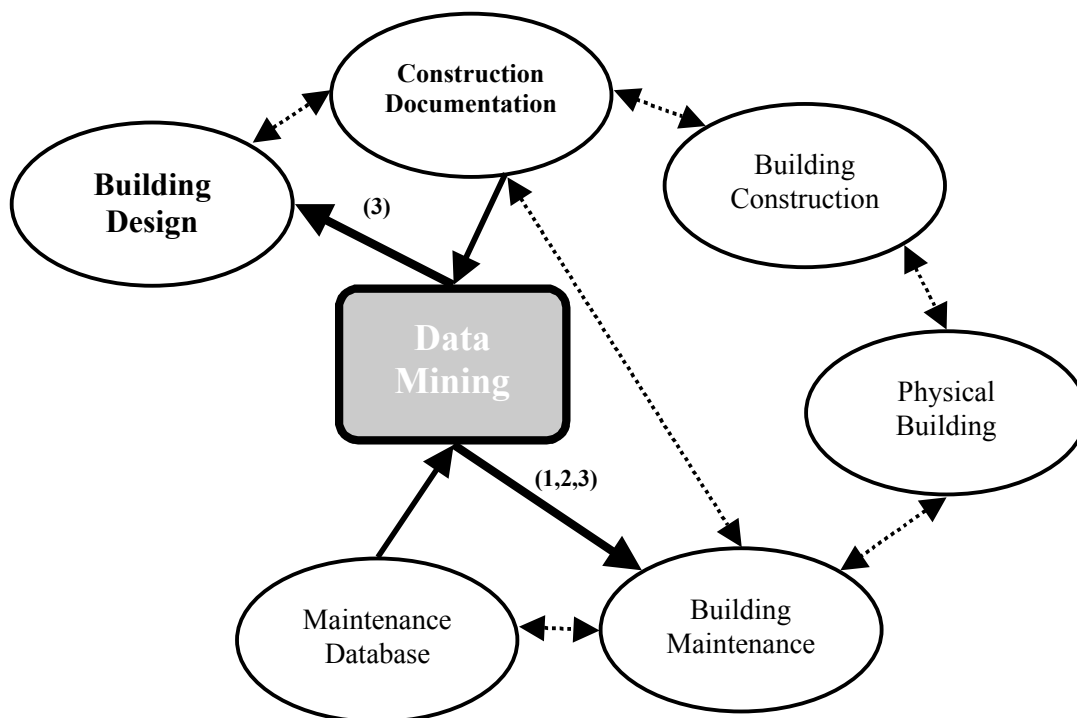 Construction
Documentation
Building
Design
Building
Construction
(3)
Data
Mining
Physical
Building
(1,2,3)
Maintenance
Database
Building
Maintenance